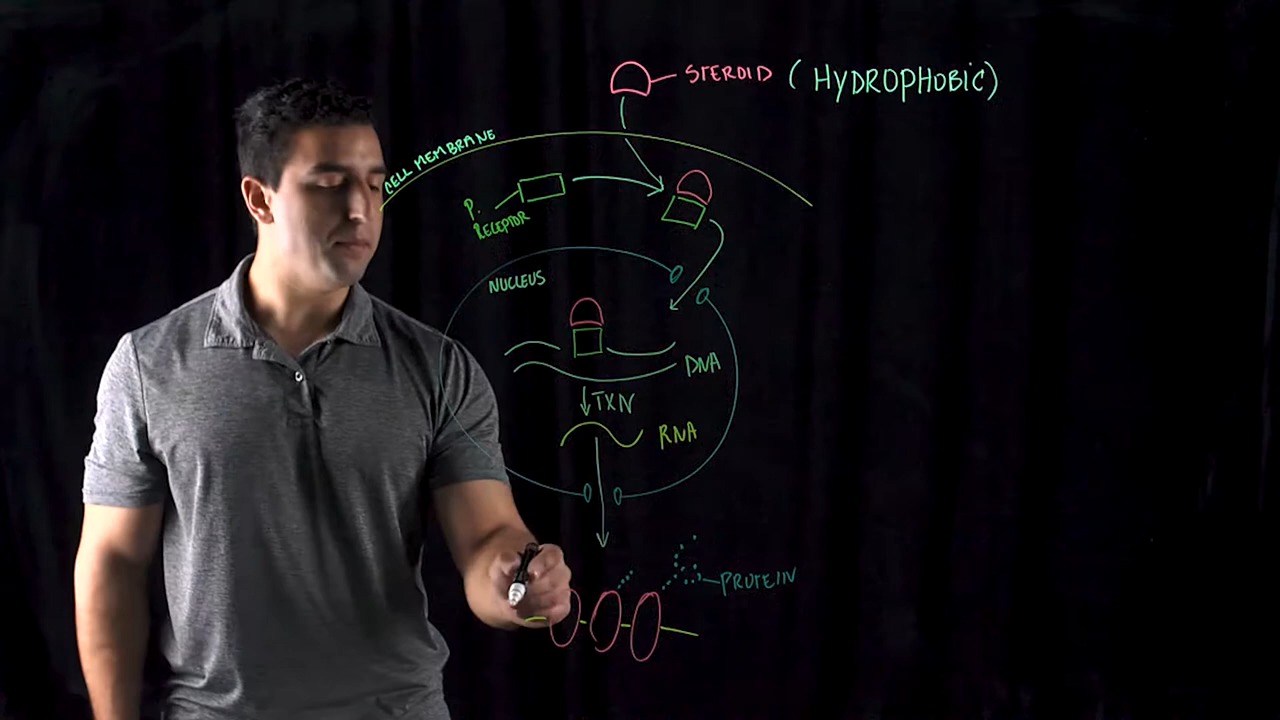 STEROID (HYDROPHOBIC)
CELL MEMBRANE
P.
RECEPTOR
NUCLEUS
DNA
TXN
RNA
PROTEIN